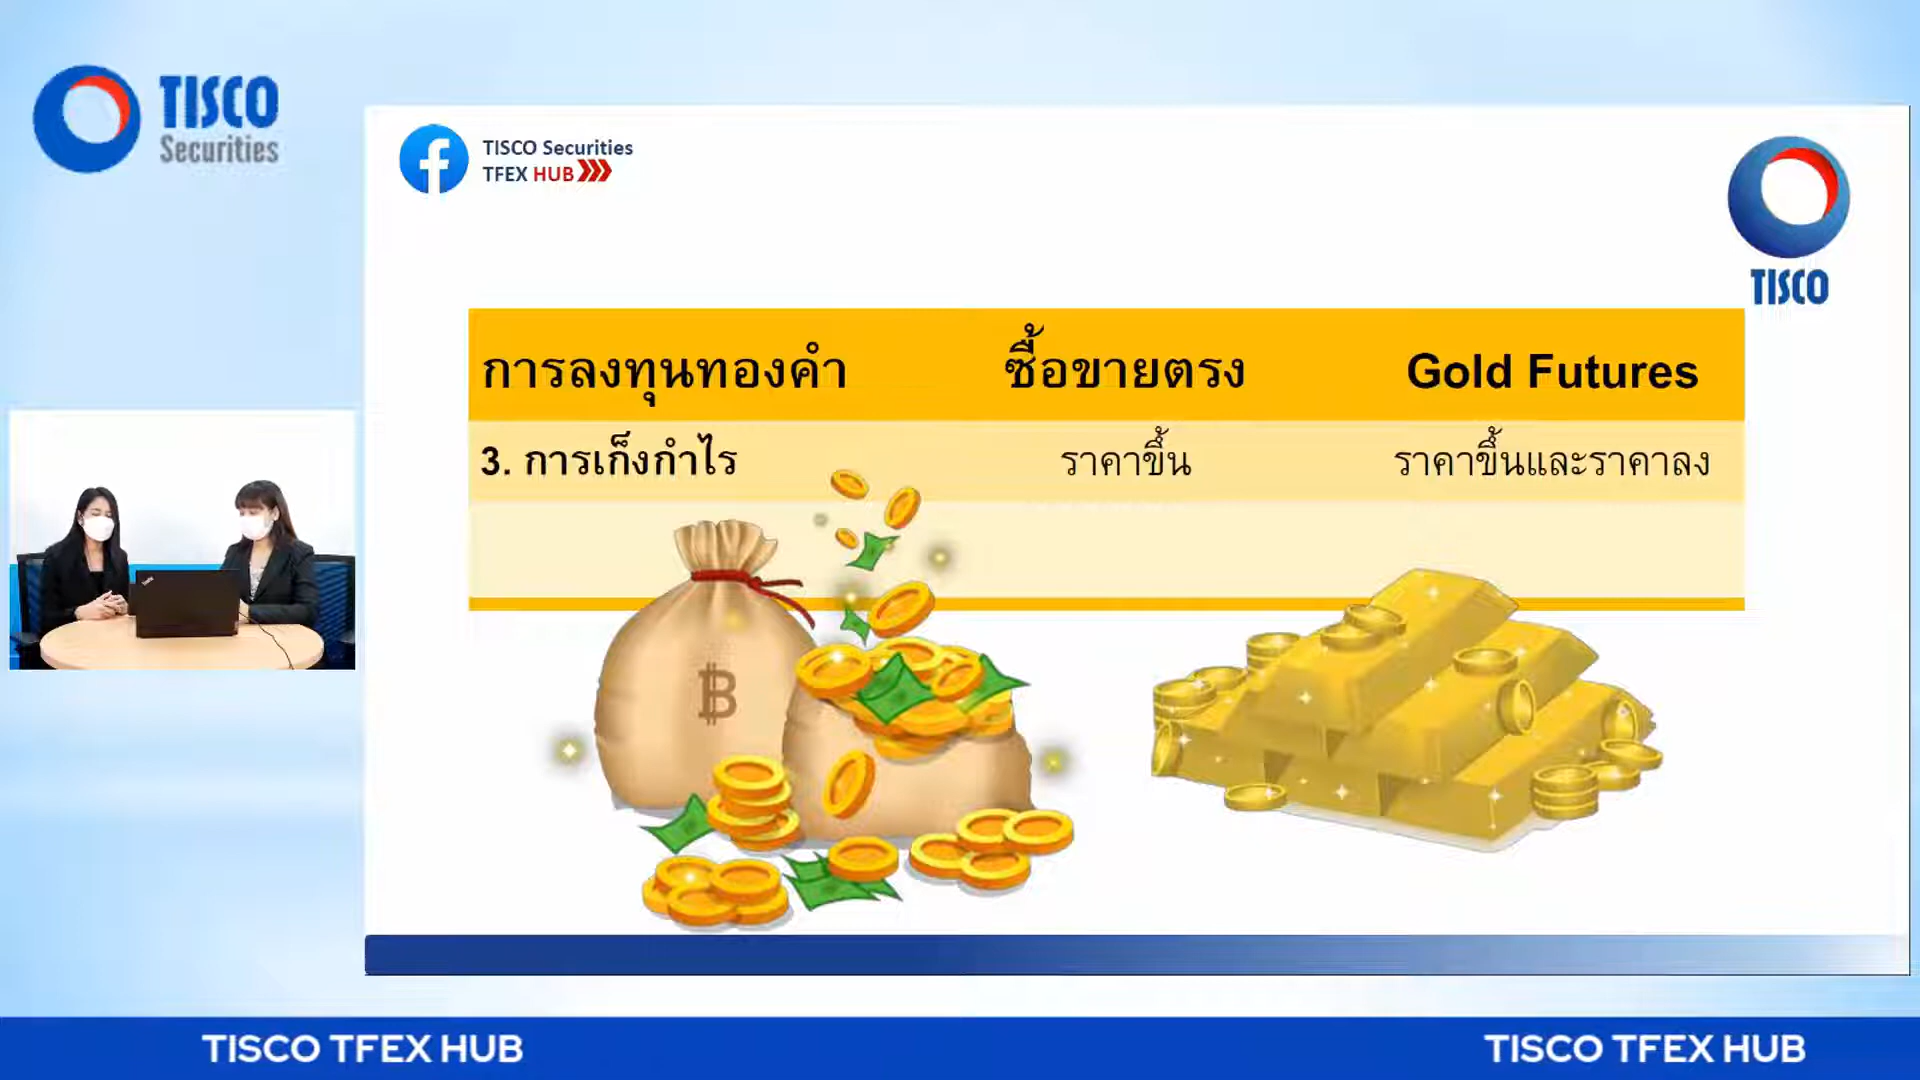 TISCO
Securities
TISCO Securities
TFEX HUB
TISCO
การลงทุนทองคำ ซื้อขายตรง Gold Futures
3. การเก็งกำไร ราคาขึ้น ราคาขึ้นและราคาลง
TISCO TFEX HUB TISCO TFEX HUB